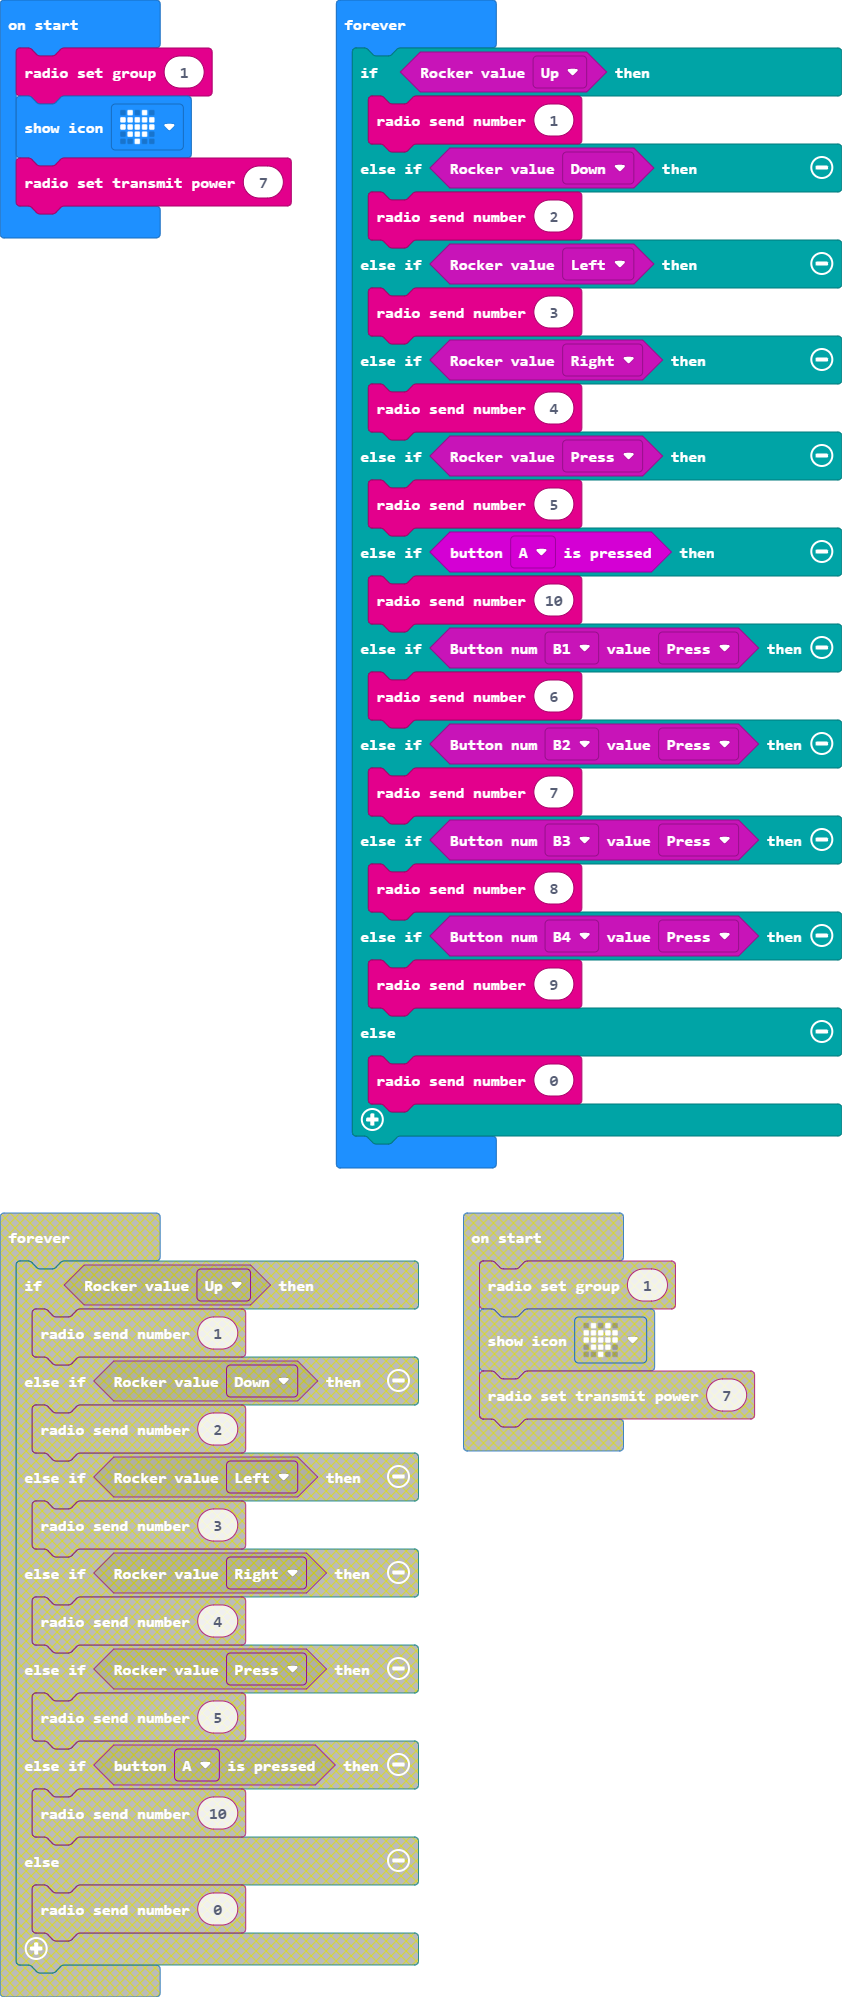 on start
radio set group 1
show icon
radio set transmit power 7
forever
if Rocker value Up then
radio send number 1
else if Rocker value Down then
radio send number 2
else if Rocker value Left then
radio send number 3
else if Rocker value Right then
radio send number 4
else if Rocker value Press then
radio send number 5
else if button A is pressed then
radio send number 10
else if Button num B1 value Press then
radio send number 6
else if Button num B2 value Press then
radio send number 7
else if Button num B3 value Press then
radio send number 8
else if Button num B4 value Press then
radio send number 9
else
radio send number 0
forever
if Rocker value Up then
radio send number 1
else if Rocker value Down then
radio send number 2
else if Rocker value Left then
radio send number 3
else if Rocker value Right then
radio send number 4
else if Rocker value Press then
radio send number 5
else if button A is pressed then
radio send number 10
else
radio send number 0
on start
radio set group 1
show icon
radio set transmit power 7